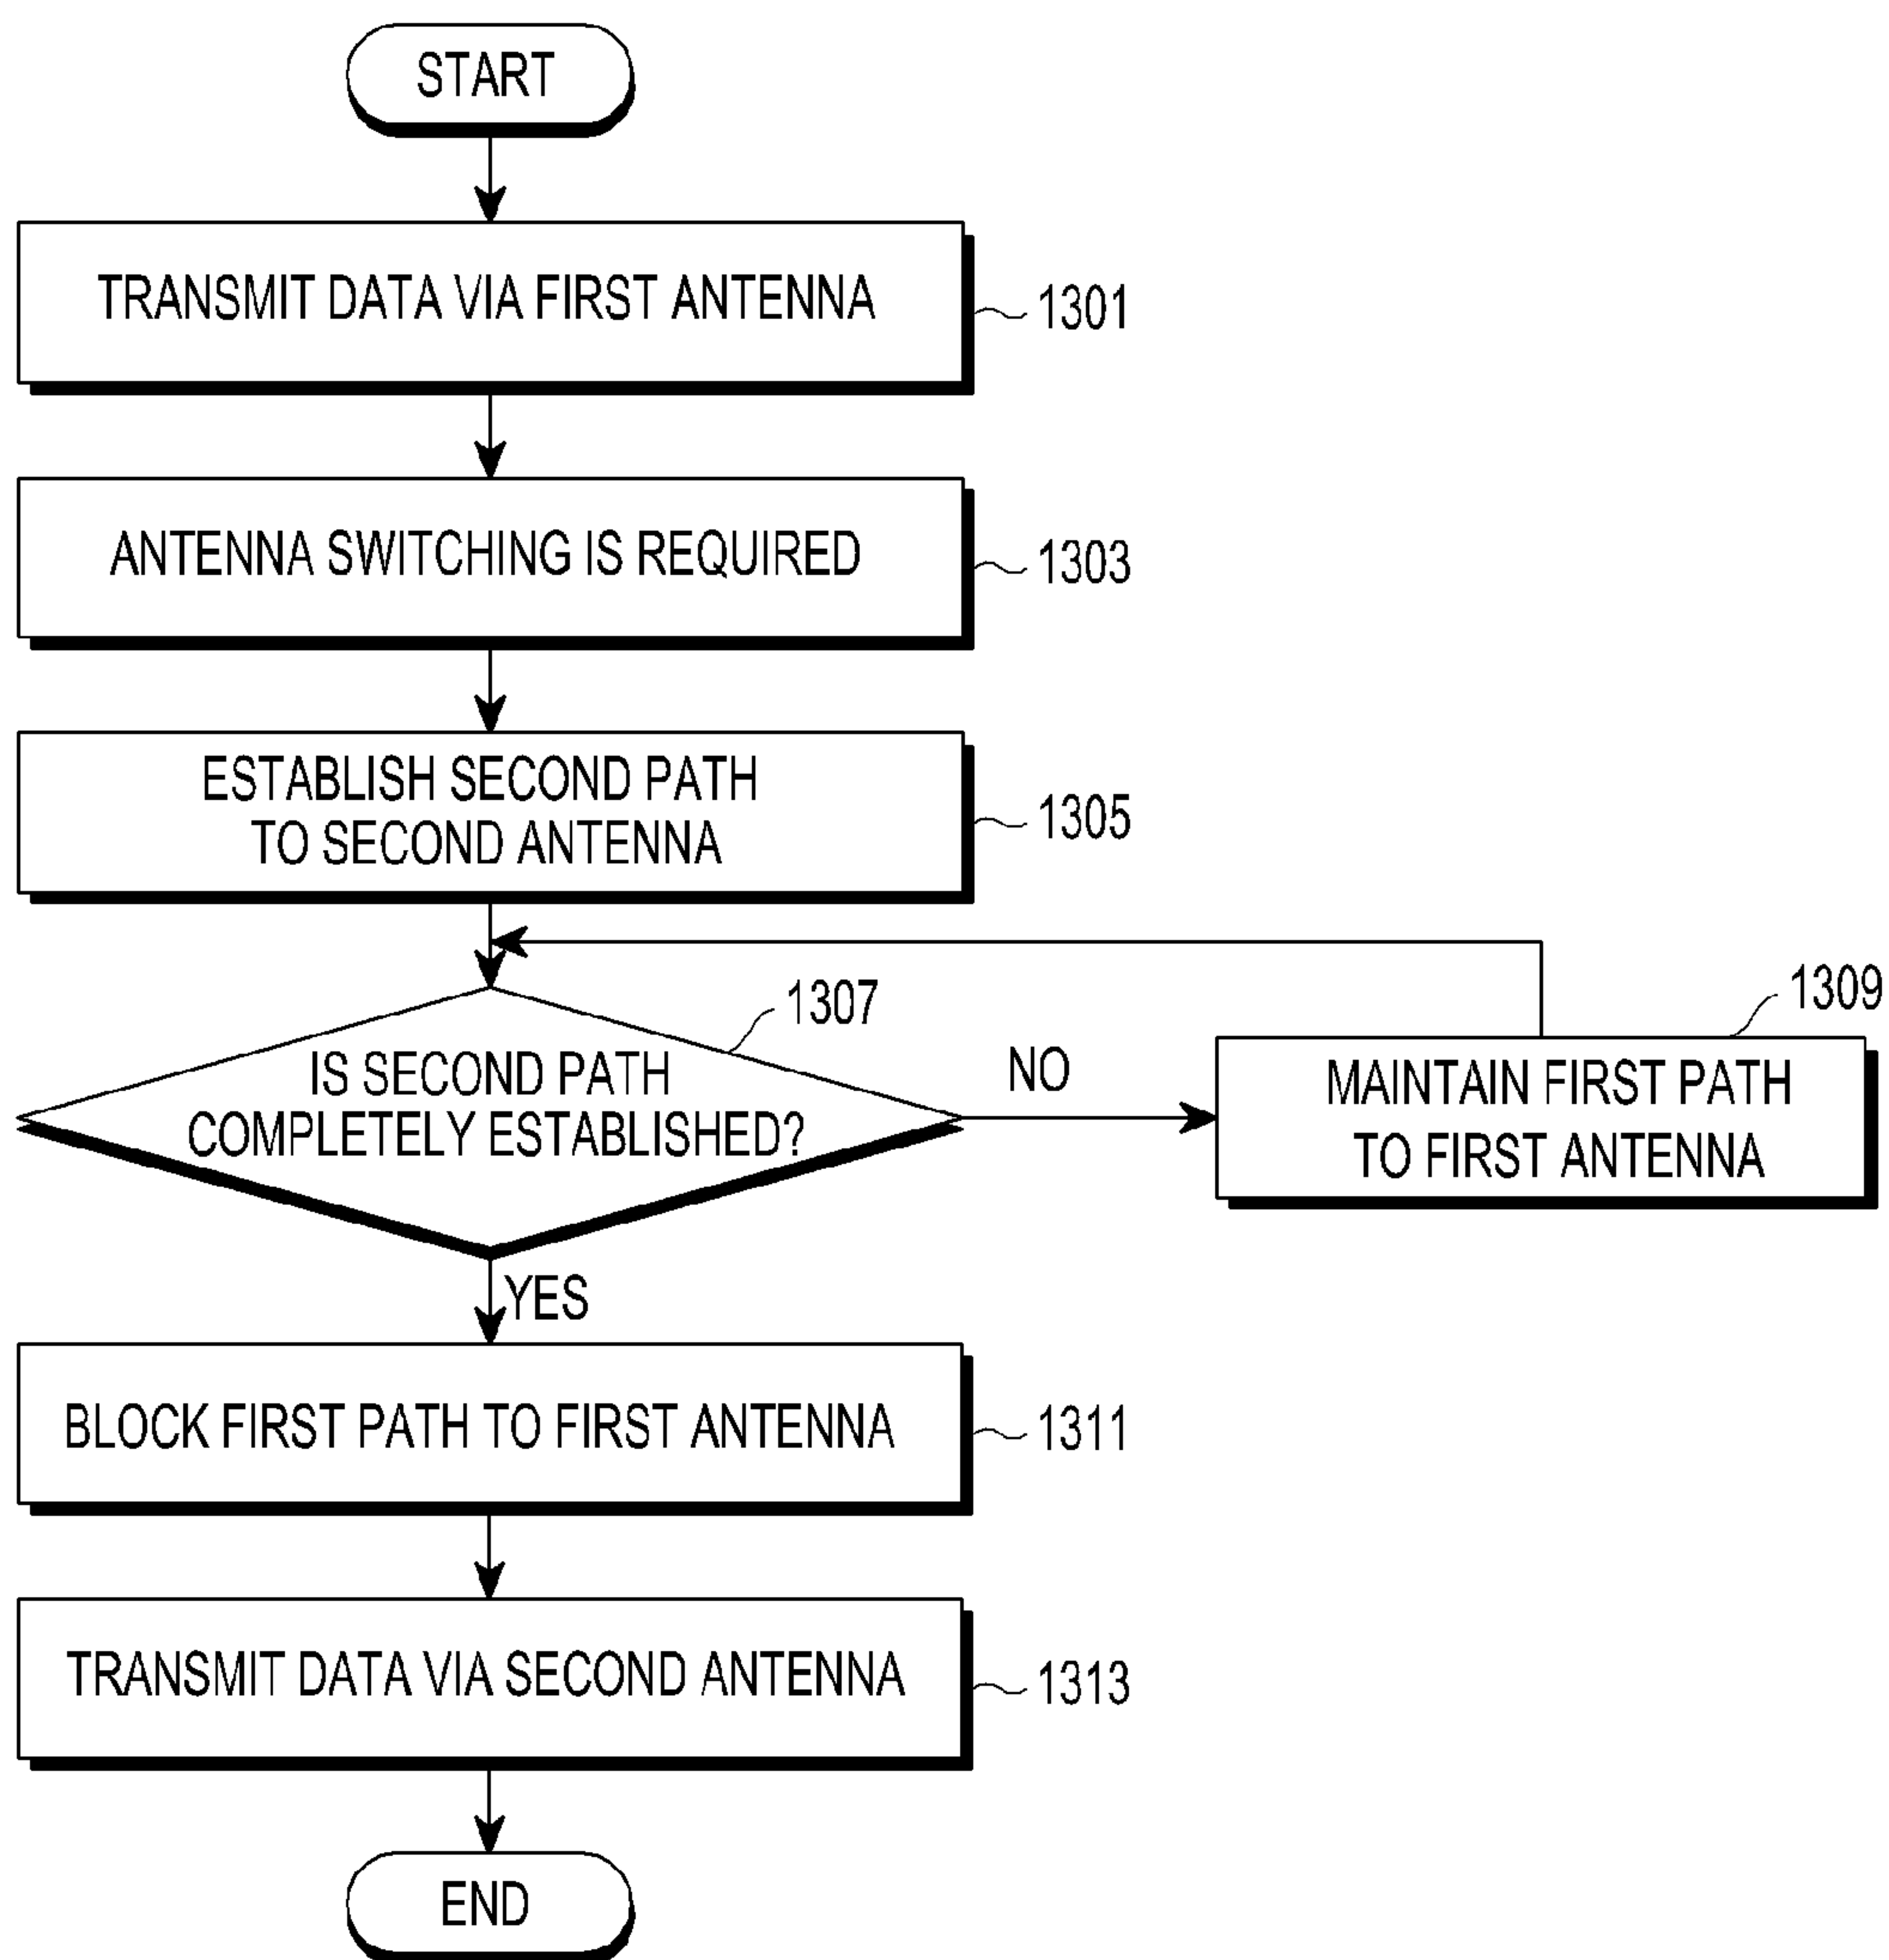 START
TRANSMIT DATA VIA FIRST ANTENNA
1301
ANTENNA SWITCHING IS REQUIRED
1303
ESTABLISH SECOND PATH
TO SECOND ANTENNA
1305
1307
IS SECOND PATH
COMPLETELY ESTABLISHED?
NO
1309
MAINTAIN FIRST PATH
TO FIRST ANTENNA
YES
BLOCK FIRST PATH TO FIRST ANTENNA
1311
TRANSMIT DATA VIA SECOND ANTENNA
1313
END